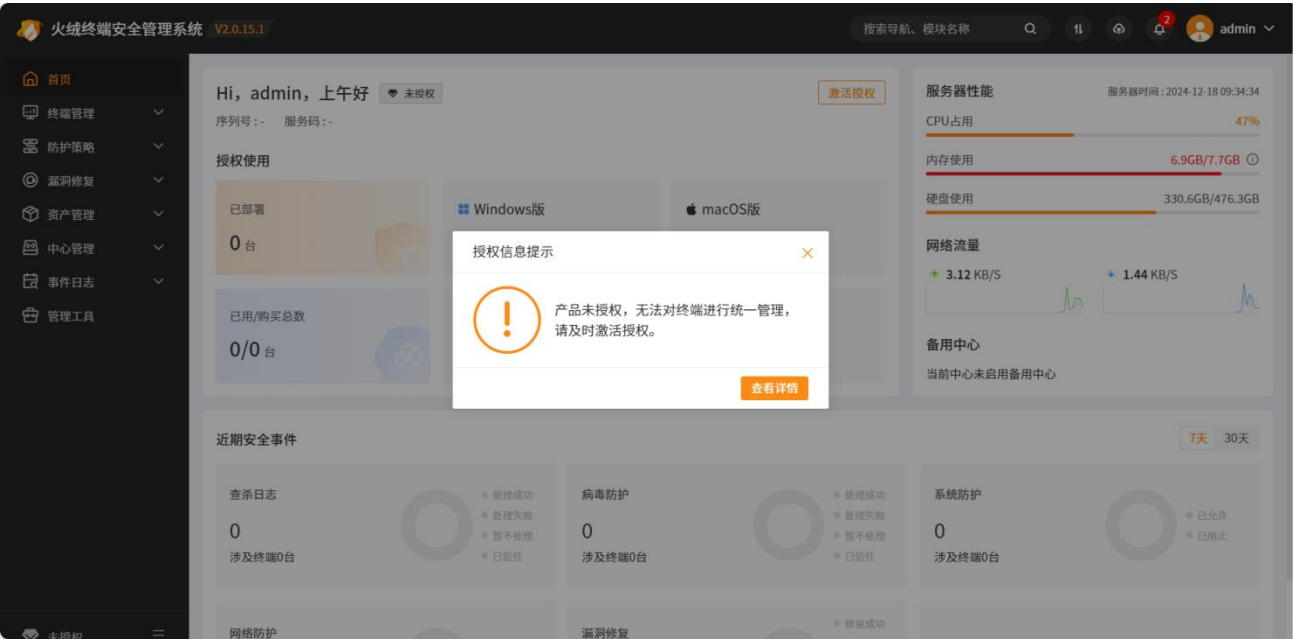 火绒终端安全管理系统 V2.0.15.1
搜索导航、模块名称
2
admin
首页
终端管理
防护策略
漏洞修复
资产管理
中心管理
事件日志
管理工具
未授权
Hi，admin，上午好 未授权
激活授权
序列号：- 服务码：-
授权使用
已部署
0 台
Windows版
macOS版
已用/购买总数
0/0 台
授权信息提示
产品未授权，无法对终端进行统一管理，
请及时激活授权。
查看详情
服务器性能 服务器时间：2024-12-18 09:34:34
CPU占用 47%
内存使用 6.9GB/7.7GB
硬盘使用 330.6GB/476.3GB
网络流量
3.12 KB/S 1.44 KB/S
备用中心
当前中心未启用备用中心
近期安全事件
7天 30天
查杀日志
0
涉及终端0台
处理成功
处理失败
暂不处理
已信任
病毒防护
0
涉及终端0台
处理成功
处理失败
暂不处理
已信任
系统防护
0
涉及终端0台
已允许
已阻止
网络防护
漏洞修复
修复成功